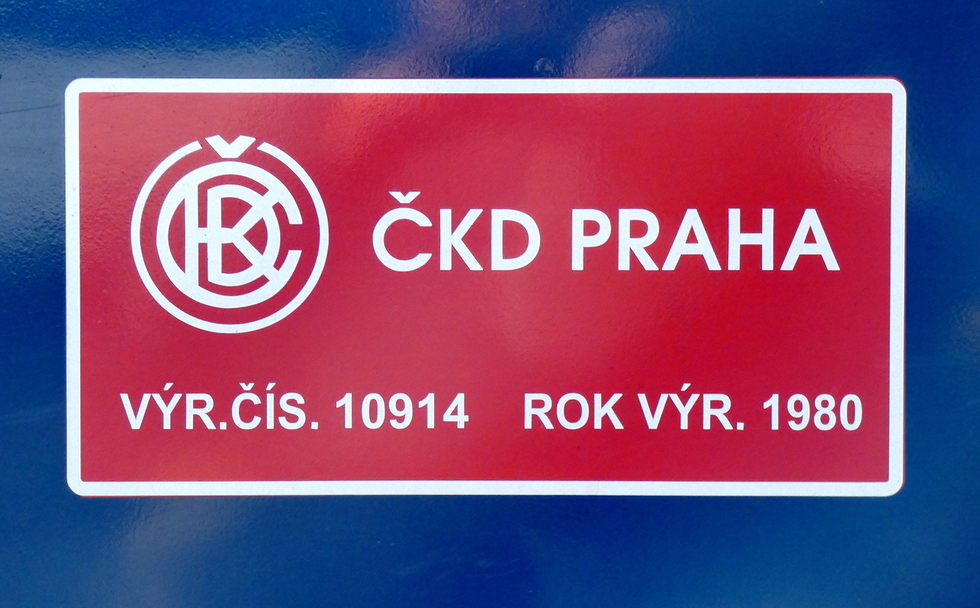 ČKD
ČKD PRAHA
VÝR.ČÍS. 10914 ROK VÝR. 1980